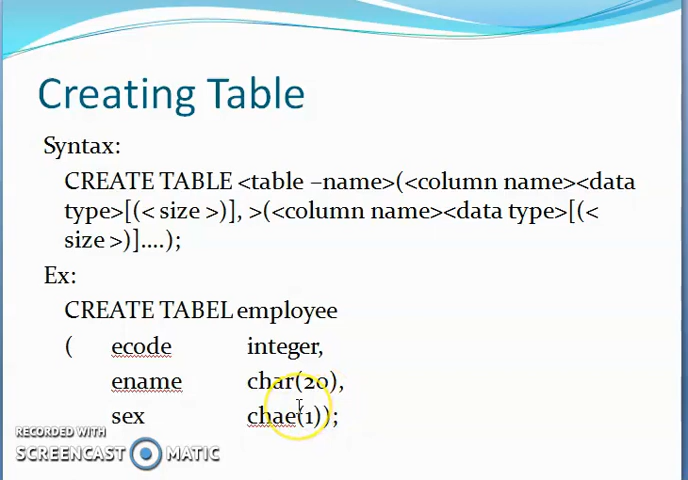 Creating Table
Syntax:
CREATE TABLE <table –name>(<column name><data
type>[(< size >)], >(<column name><data type>[(<
size >)]....);
Ex:
CREATE TABEL employee
( ecode integer,
ename char(20),
sex chae(1));
RECORDED WITH
SCREENCAST MATIC